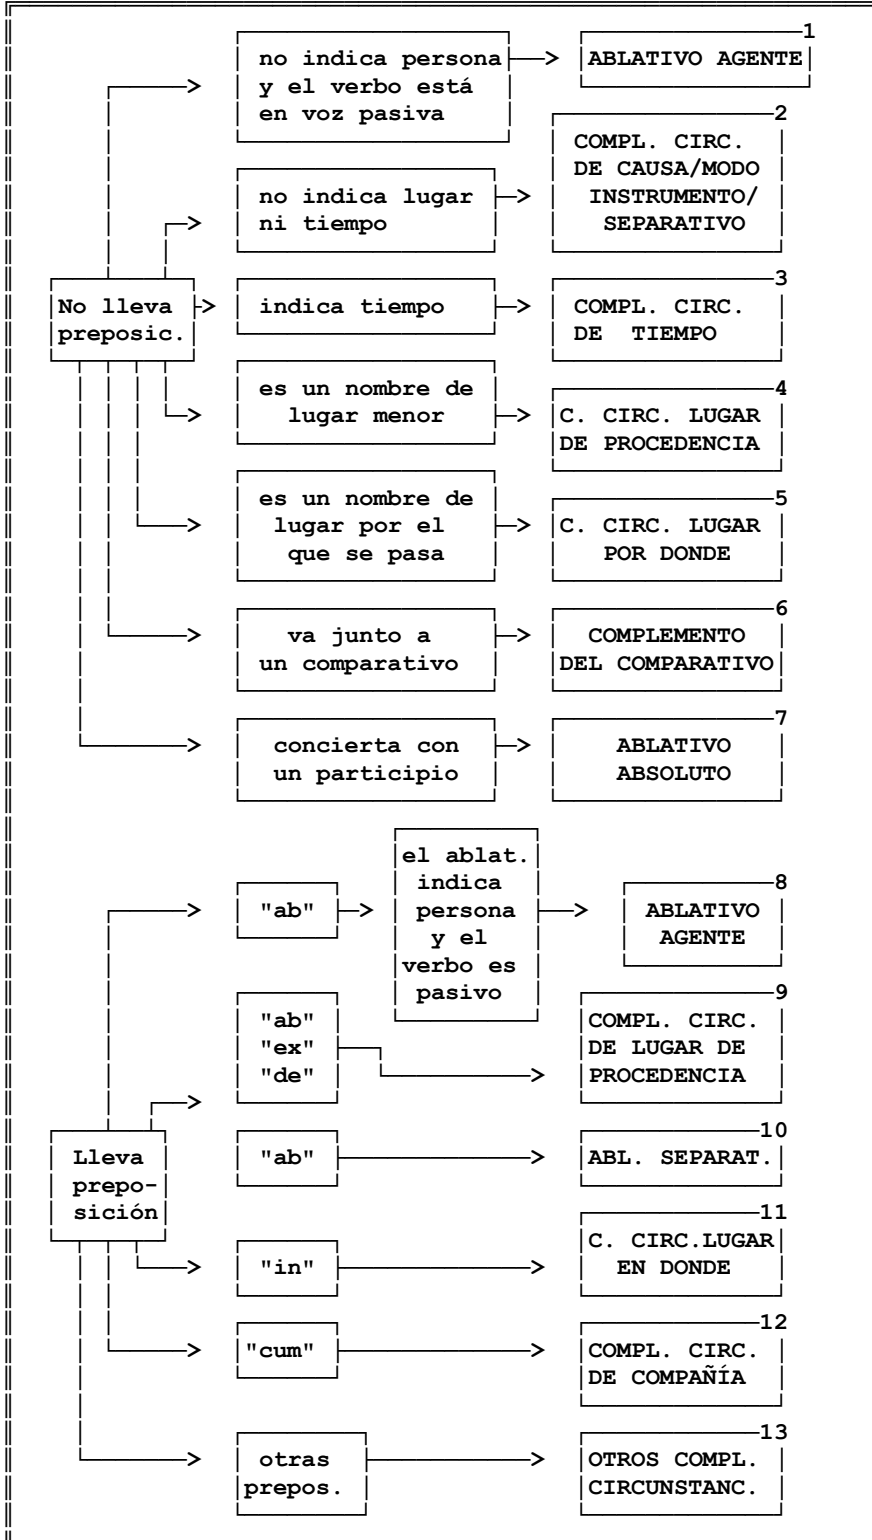 1
no indica persona
y el verbo está
en voz pasiva
ABLATIVO AGENTE
2
no indica lugar
ni tiempo
COMPL. CIRC.
DE CAUSA/MODO
INSTRUMENTO/
SEPARATIVO
No lleva
preposic.
3
indica tiempo
COMPL. CIRC.
DE TIEMPO
4
es un nombre de
lugar menor
C. CIRC. LUGAR
DE PROCEDENCIA
5
es un nombre de
lugar por el
que se pasa
C. CIRC. LUGAR
POR DONDE
6
va junto a
un comparativo
COMPLEMENTO
DEL COMPARATIVO
7
concierta con
un participio
ABLATIVO
ABSOLUTO
8
"ab"
el ablat.
indica
persona
y el
verbo es
pasivo
ABLATIVO
AGENTE
9
"ab"
"ex"
"de"
COMPL. CIRC.
DE LUGAR DE
PROCEDENCIA
Lleva
prepo-
sición
10
"ab"
ABL. SEPARAT.
11
"in"
C. CIRC.LUGAR
EN DONDE
12
"cum"
COMPL. CIRC.
DE COMPAÑÍA
13
otras
prepos.
OTROS COMPL.
CIRCUNSTANC.